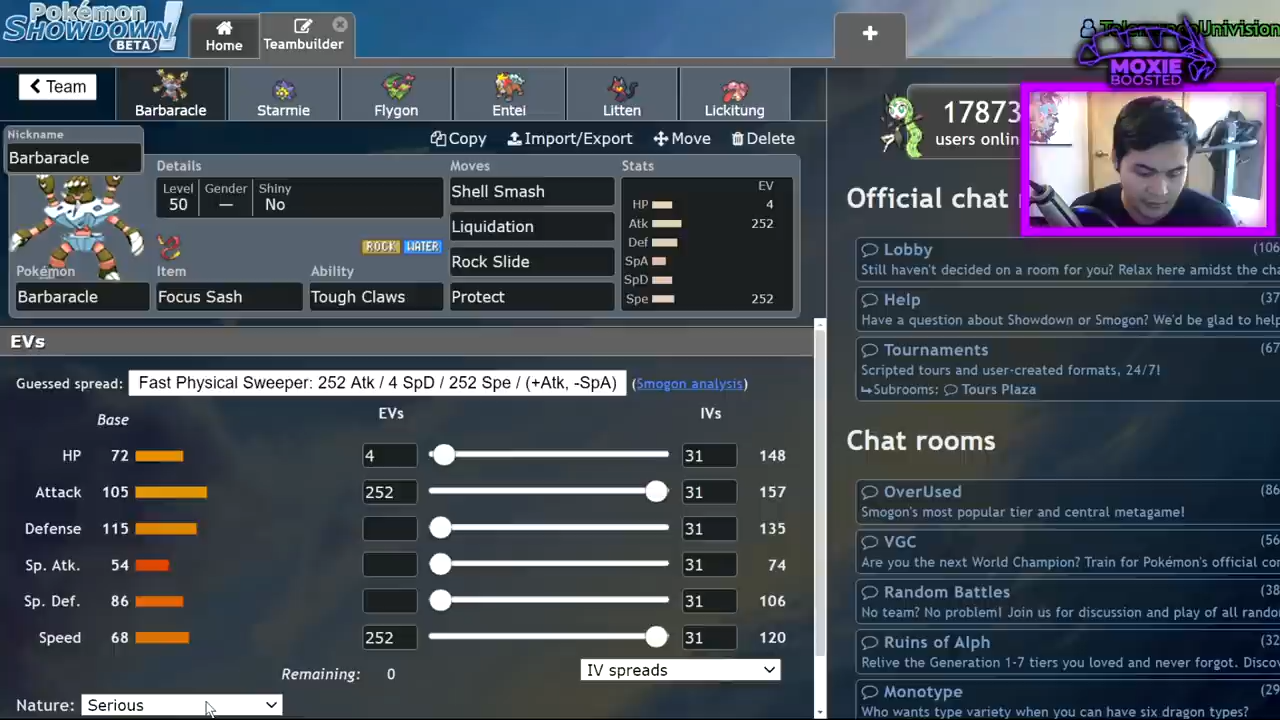 Pokémon
SHOWDOWN!
BETA
Home
Teambuilder
+
MOXIE
BOOSTED
Team
Barbaracle
Starmie
Flygon
Entei
Litten
Lickitung
Nickname
Barbaracle
Copy
Import/Export
Move
Delete
Details
Level
50
Gender
—
Shiny
No
ROCK
WATER
Pokémon
Barbaracle
Item
Focus Sash
Ability
Tough Claws
Moves
Shell Smash
Liquidation
Rock Slide
Protect
Stats
EV
HP 4
Atk 252
Def
SpA
SpD
Spe 252
EVs
Guessed spread: Fast Physical Sweeper: 252 Atk / 4 SpD / 252 Spe / (+Atk, -SpA) (Smogon analysis)
Base EVs IVs
HP 72 4 31 148
Attack 105 252 31 157
Defense 115 31 135
Sp. Atk. 54 31 74
Sp. Def. 86 31 106
Speed 68 252 31 120
Remaining: 0
IV spreads
Nature: Serious
17873
users onlin
Official chat
Lobby (106
Still haven't decided on a room for you? Relax here amidst the cha
Help (37
Have a question about Showdown or Smogon? We'd be glad to help
Tournaments (67
Scripted tours and user-created formats, 24/7!
↳Subrooms: Tours Plaza
Chat rooms
OverUsed (86
Smogon's most popular tier and central metagame!
VGC (56
Are you the next World Champion? Train for Pokémon's official co
Random Battles (38
No team? No problem! Join us for discussion and play of all rando
Ruins of Alph (32
Relive the Generation 1-7 tiers you loved and never forgot. Disco
Monotype (29
Who wants type variety when you can have six dragon types?